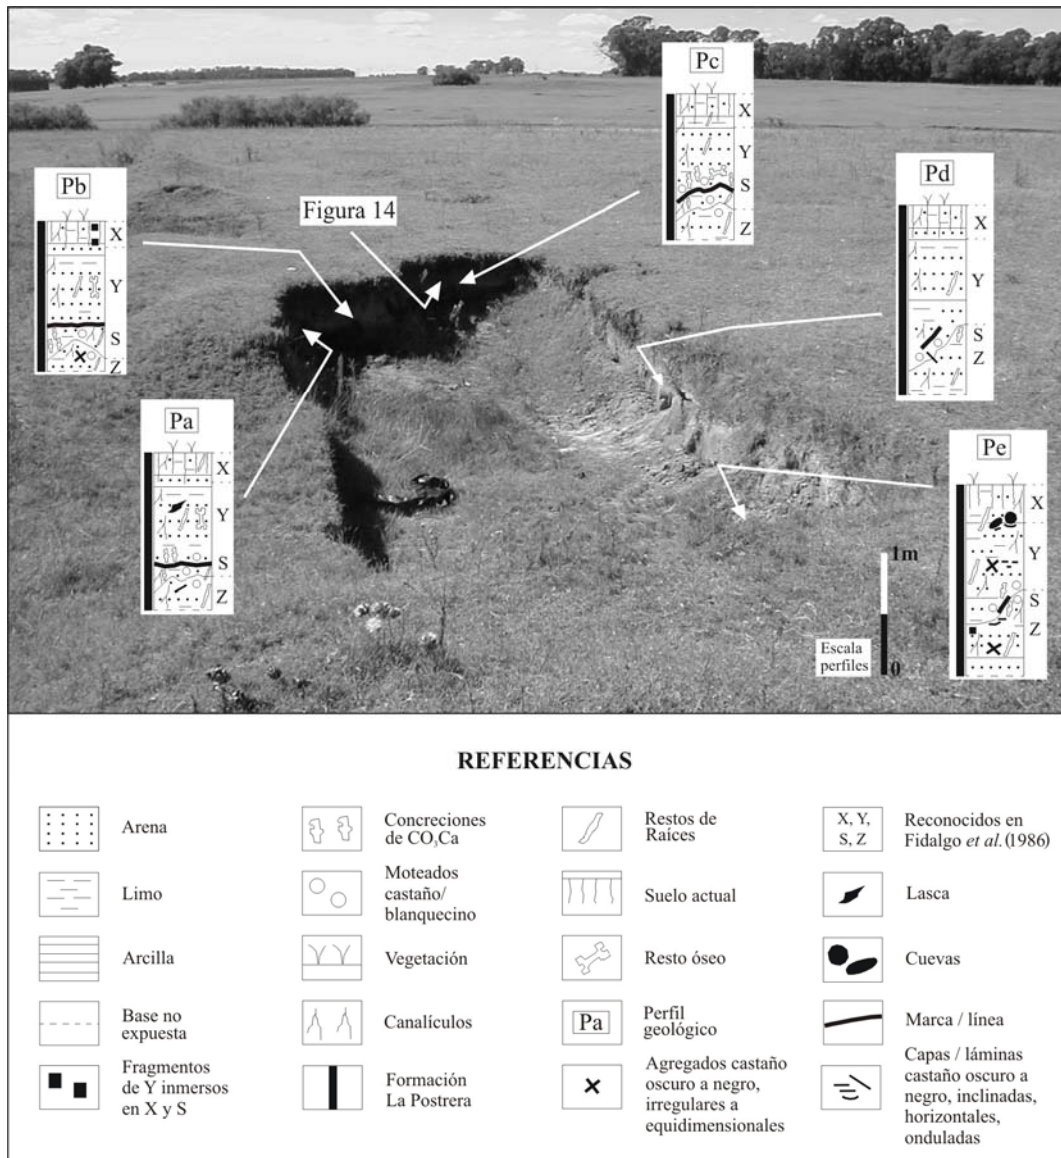 Pc
X
Y
S
Z
Pb
X
Y
S
Z
Figura 14
Pd
X
Y
S
Z
Pa
X
Y
S
Z
Pe
X
Y
S
Z
1m
Escala
perfiles
0
REFERENCIAS
Arena
Limo
Arcilla
Base no
expuesta
Fragmentos
de Y inmersos
en X y S
Concreciones
de CO₃Ca
Moteados
castaño/
blanquecino
Vegetación
Canalículos
Formación
La Postrera
Restos de
Raíces
Suelo actual
Resto óseo
Pa
Perfil
geológico
Agregados castaño
oscuro a negro,
irregulares a
equidimensionales
X, Y,
S, Z
Reconocidos en
Fidalgo et al. (1986)
Lasca
Cuevas
Marca / línea
Capas / láminas
castaño oscuro a
negro, inclinadas,
horizontales,
onduladas